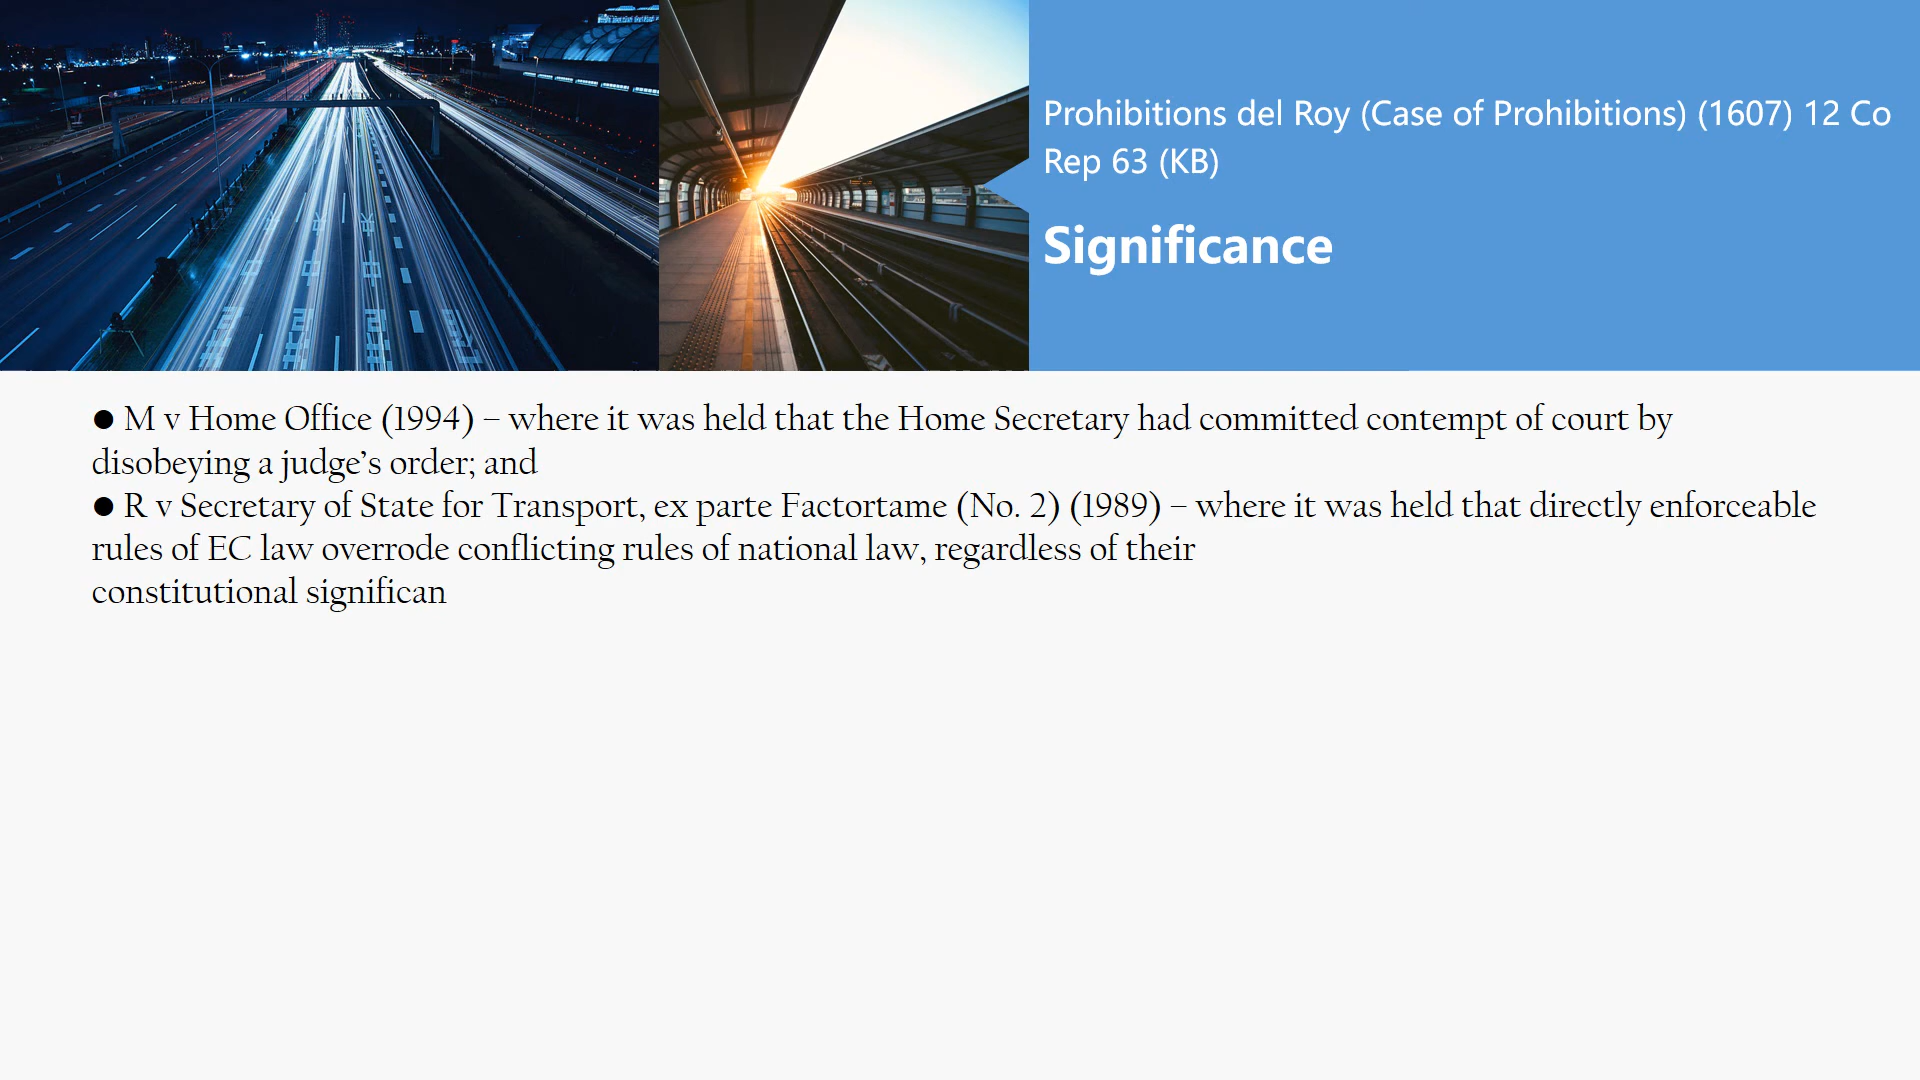 Prohibitions del Roy (Case of Prohibitions) (1607) 12 Co
Rep 63 (KB)
Significance
● M v Home Office (1994) – where it was held that the Home Secretary had committed contempt of court by
disobeying a judge’s order; and
● R v Secretary of State for Transport, ex parte Factortame (No. 2) (1989) – where it was held that directly enforceable
rules of EC law overrode conflicting rules of national law, regardless of their
constitutional significan